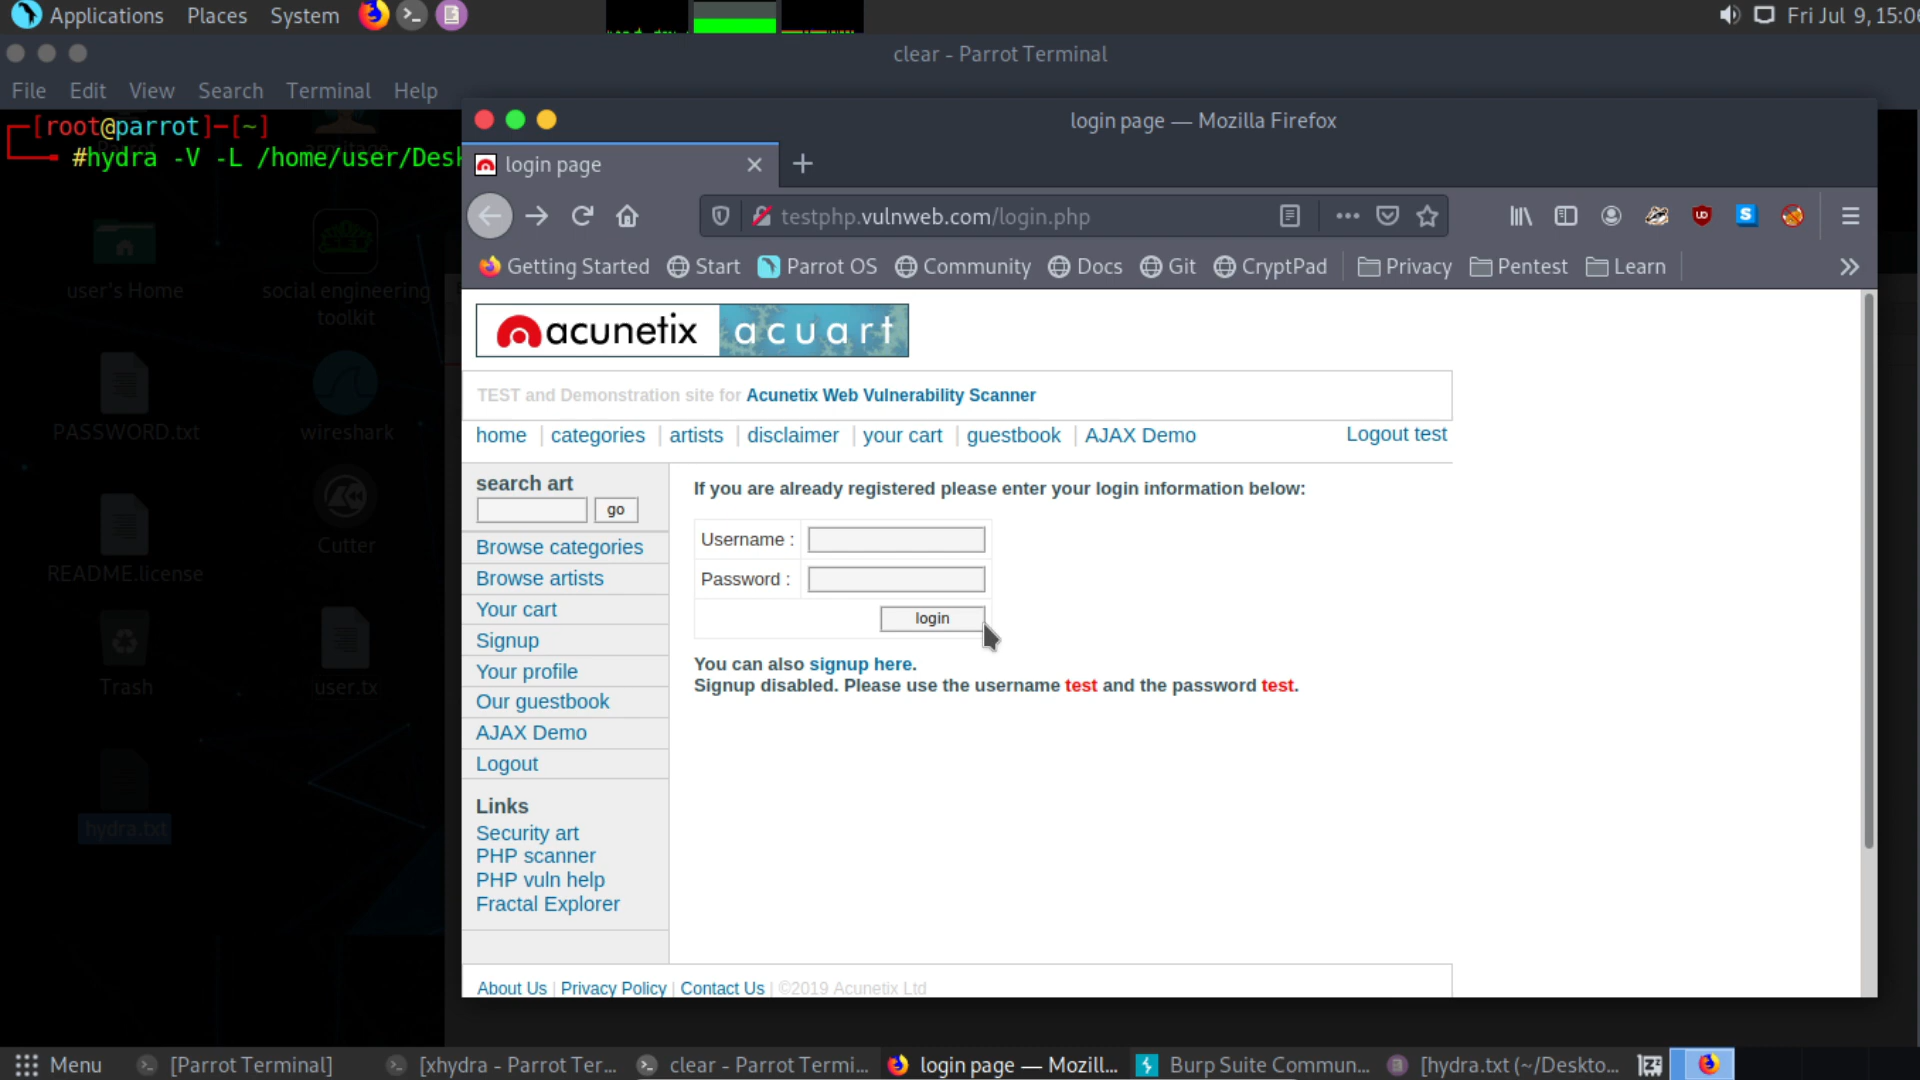 Applications Places System
Fri Jul 9, 15:06
clear - Parrot Terminal
File Edit View Search Terminal Help
[root@parrot]-[~]
#hydra -V -L /home/user/Desk
user's Home
social engineering
toolkit
PASSWORD.txt
wireshark
README.license
Cutter
Trash
user.tx
hydra.txt
login page — Mozilla Firefox
login page
testphp.vulnweb.com/login.php
Getting Started Start Parrot OS Community Docs Git CryptPad Privacy Pentest Learn
acunetix acuart
TEST and Demonstration site for Acunetix Web Vulnerability Scanner
home | categories | artists | disclaimer | your cart | guestbook | AJAX Demo
Logout test
search art
go
Browse categories
Browse artists
Your cart
Signup
Your profile
Our guestbook
AJAX Demo
Logout
Links
Security art
PHP scanner
PHP vuln help
Fractal Explorer
If you are already registered please enter your login information below:
Username :
Password :
login
You can also signup here.
Signup disabled. Please use the username test and the password test.
About Us | Privacy Policy | Contact Us | ©2019 Acunetix Ltd
Menu [Parrot Terminal] [xhydra - Parrot Ter... clear - Parrot Termi... login page — Mozill... Burp Suite Commun... [hydra.txt (~/Deskto...